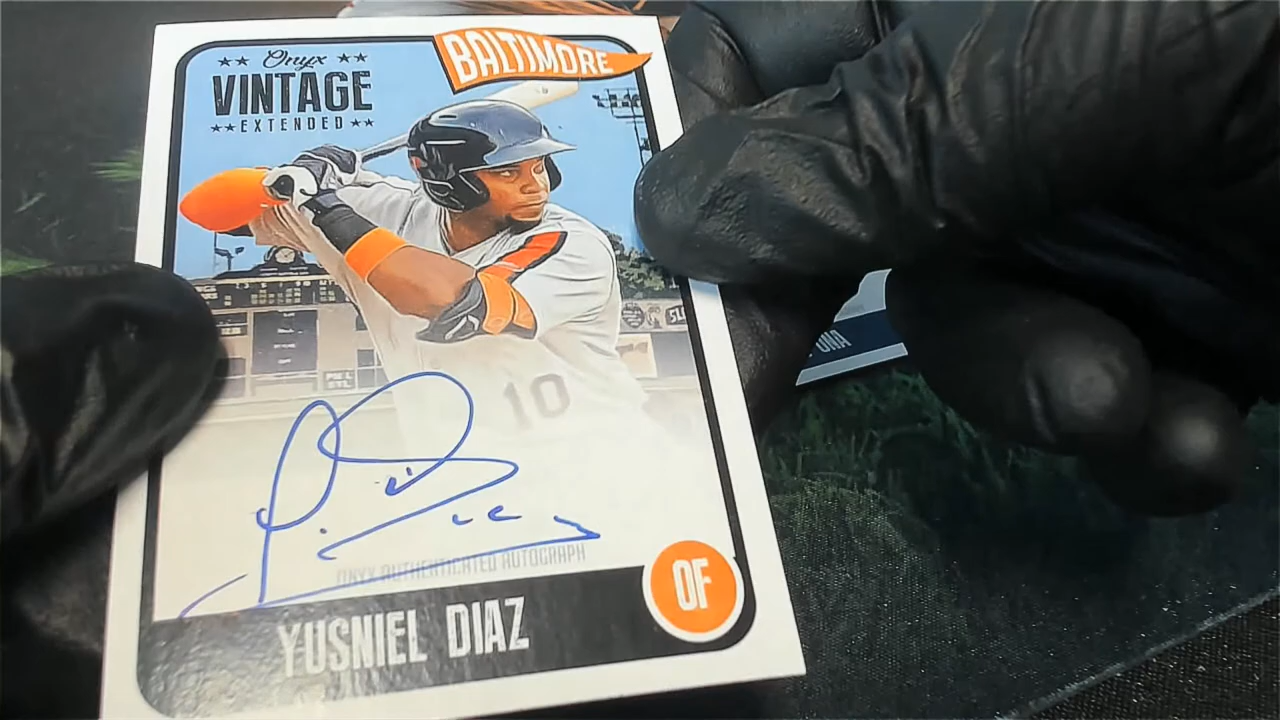 Onyx
VINTAGE
EXTENDED
BALTIMORE
10
ONYX AUTHENTICATED AUTOGRAPH
YUSNIEL DIAZ
OF